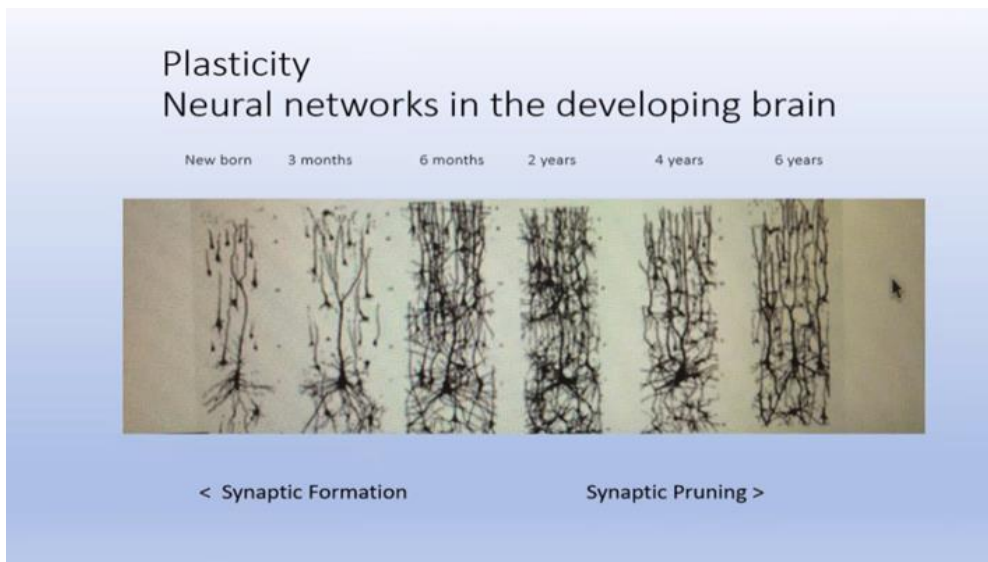 Plasticity
Neural networks in the developing brain
New born 3 months 6 months 2 years 4 years 6 years
< Synaptic Formation Synaptic Pruning >